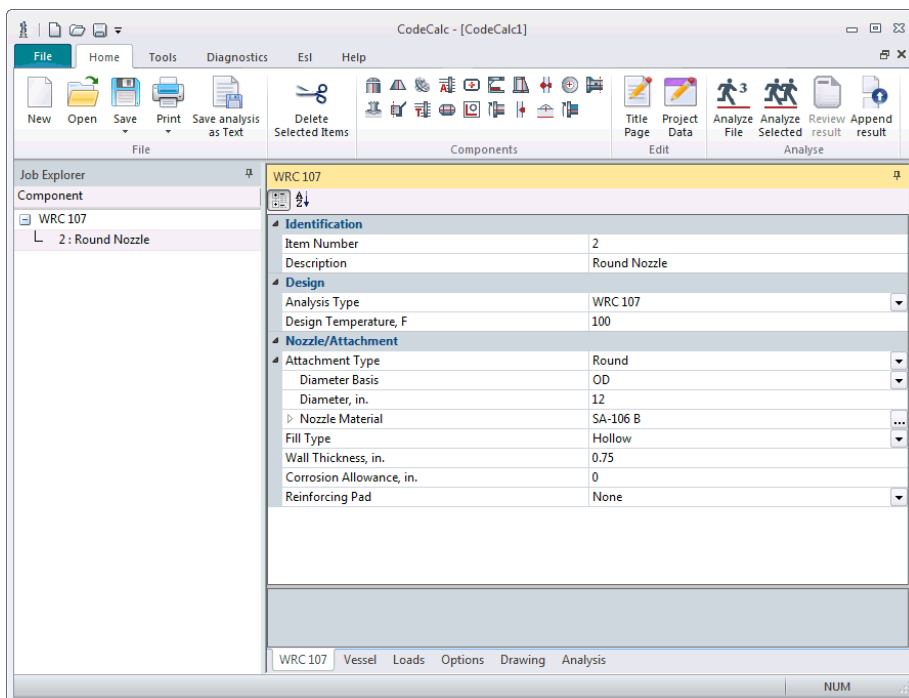 CodeCalc - [CodeCalc1]
File Home Tools Diagnostics Esl Help
New Open Save Print Save analysis as Text
File
Delete Selected Items
Components
Title Page Project Data
Edit
Analyze File Analyze Selected Review result Append result
Analyse
Job Explorer
Component
WRC 107
2 : Round Nozzle
WRC 107
Identification
Item Number 2
Description Round Nozzle
Design
Analysis Type WRC 107
Design Temperature, F 100
Nozzle/Attachment
Attachment Type Round
Diameter Basis OD
Diameter, in. 12
Nozzle Material SA-106 B
Fill Type Hollow
Wall Thickness, in. 0.75
Corrosion Allowance, in. 0
Reinforcing Pad None
WRC 107 Vessel Loads Options Drawing Analysis
NUM